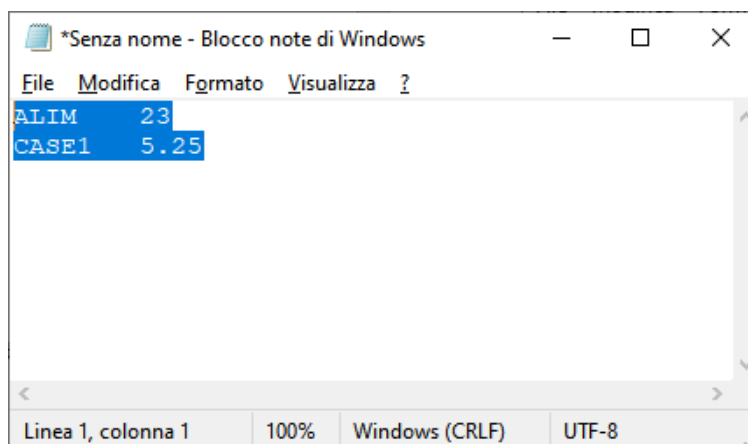 *Senza nome - Blocco note di Windows
File Modifica Formato Visualizza ?
ALIM 23
CASE1 5.25
Linea 1, colonna 1 100% Windows (CRLF) UTF-8